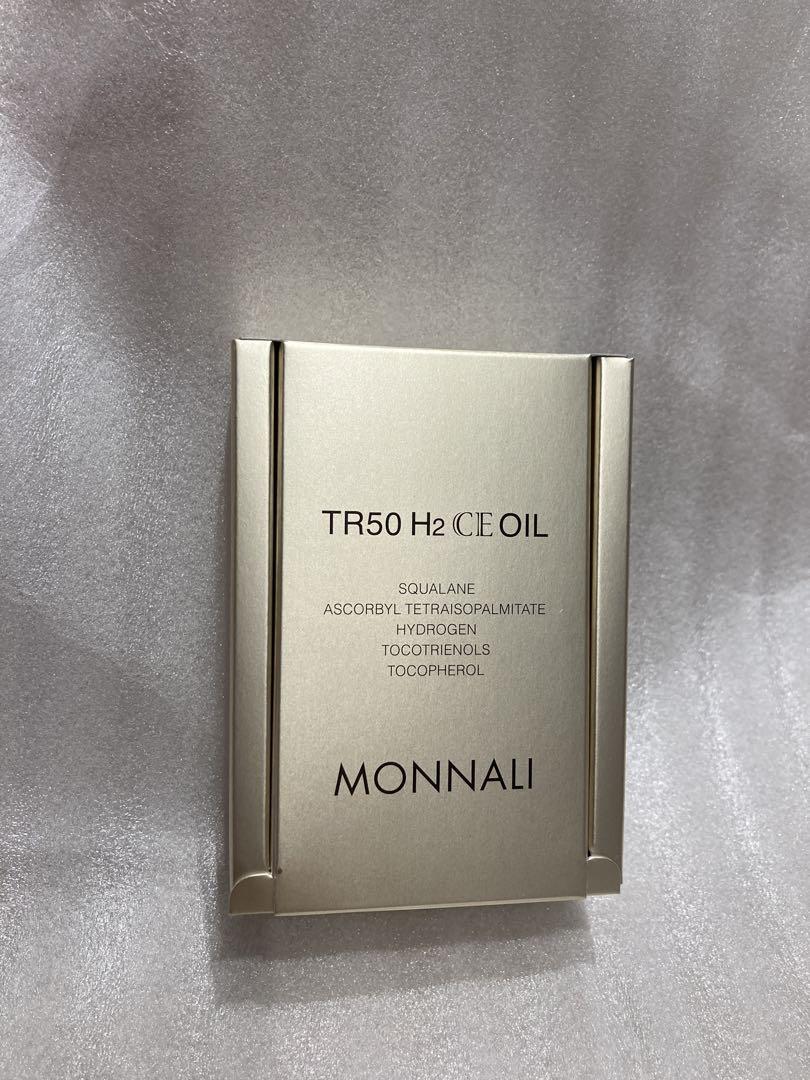 TR50 H2 CE OIL
SQUALANE
ASCORBYL TETRAISOPALMITATE
HYDROGEN
TOCOTRIENOLS
TOCOPHEROL
MONNALI